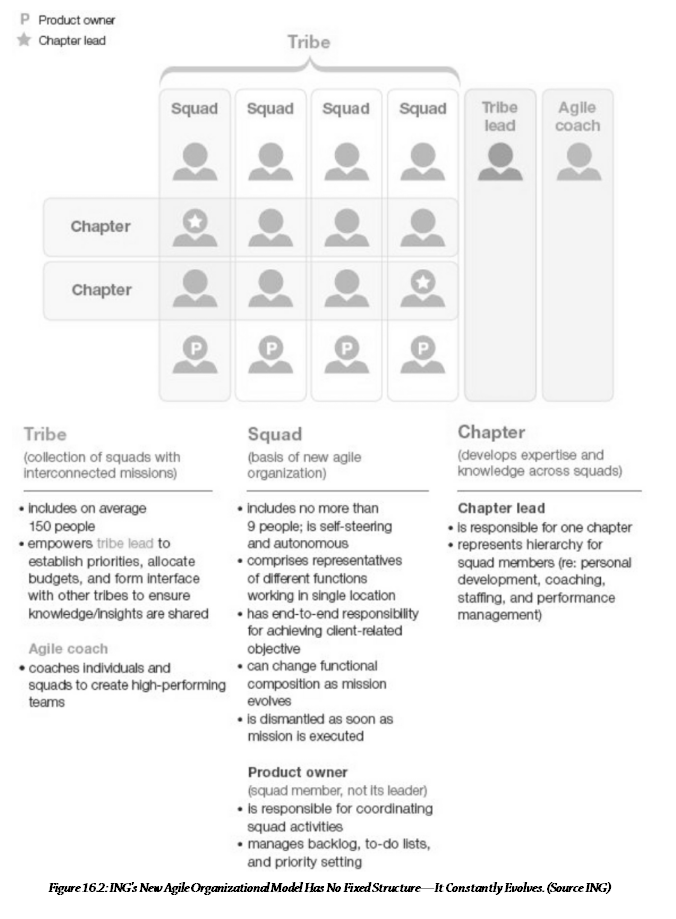 P Product owner
Chapter lead
Tribe
Squad Squad Squad Squad Tribe lead Agile coach
Chapter
Chapter
P P P P
Tribe
(collection of squads with
interconnected missions)
• includes on average
150 people
• empowers tribe lead to
establish priorities, allocate
budgets, and form interface
with other tribes to ensure
knowledge/insights are shared
Agile coach
• coaches individuals and
squads to create high-performing
teams
Squad
(basis of new agile
organization)
• includes no more than
9 people; is self-steering
and autonomous
• comprises representatives
of different functions
working in single location
• has end-to-end responsibility
for achieving client-related
objective
• can change functional
composition as mission
evolves
• is dismantled as soon as
mission is executed
Product owner
(squad member, not its leader)
• is responsible for coordinating
squad activities
• manages backlog, to-do lists,
and priority setting
Chapter
(develops expertise and
knowledge across squads)
Chapter lead
• is responsible for one chapter
• represents hierarchy for
squad members (re: personal
development, coaching,
staffing, and performance
management)
Figure 16.2: ING's New Agile Organizational Model Has No Fixed Structure—It Constantly Evolves. (Source ING)